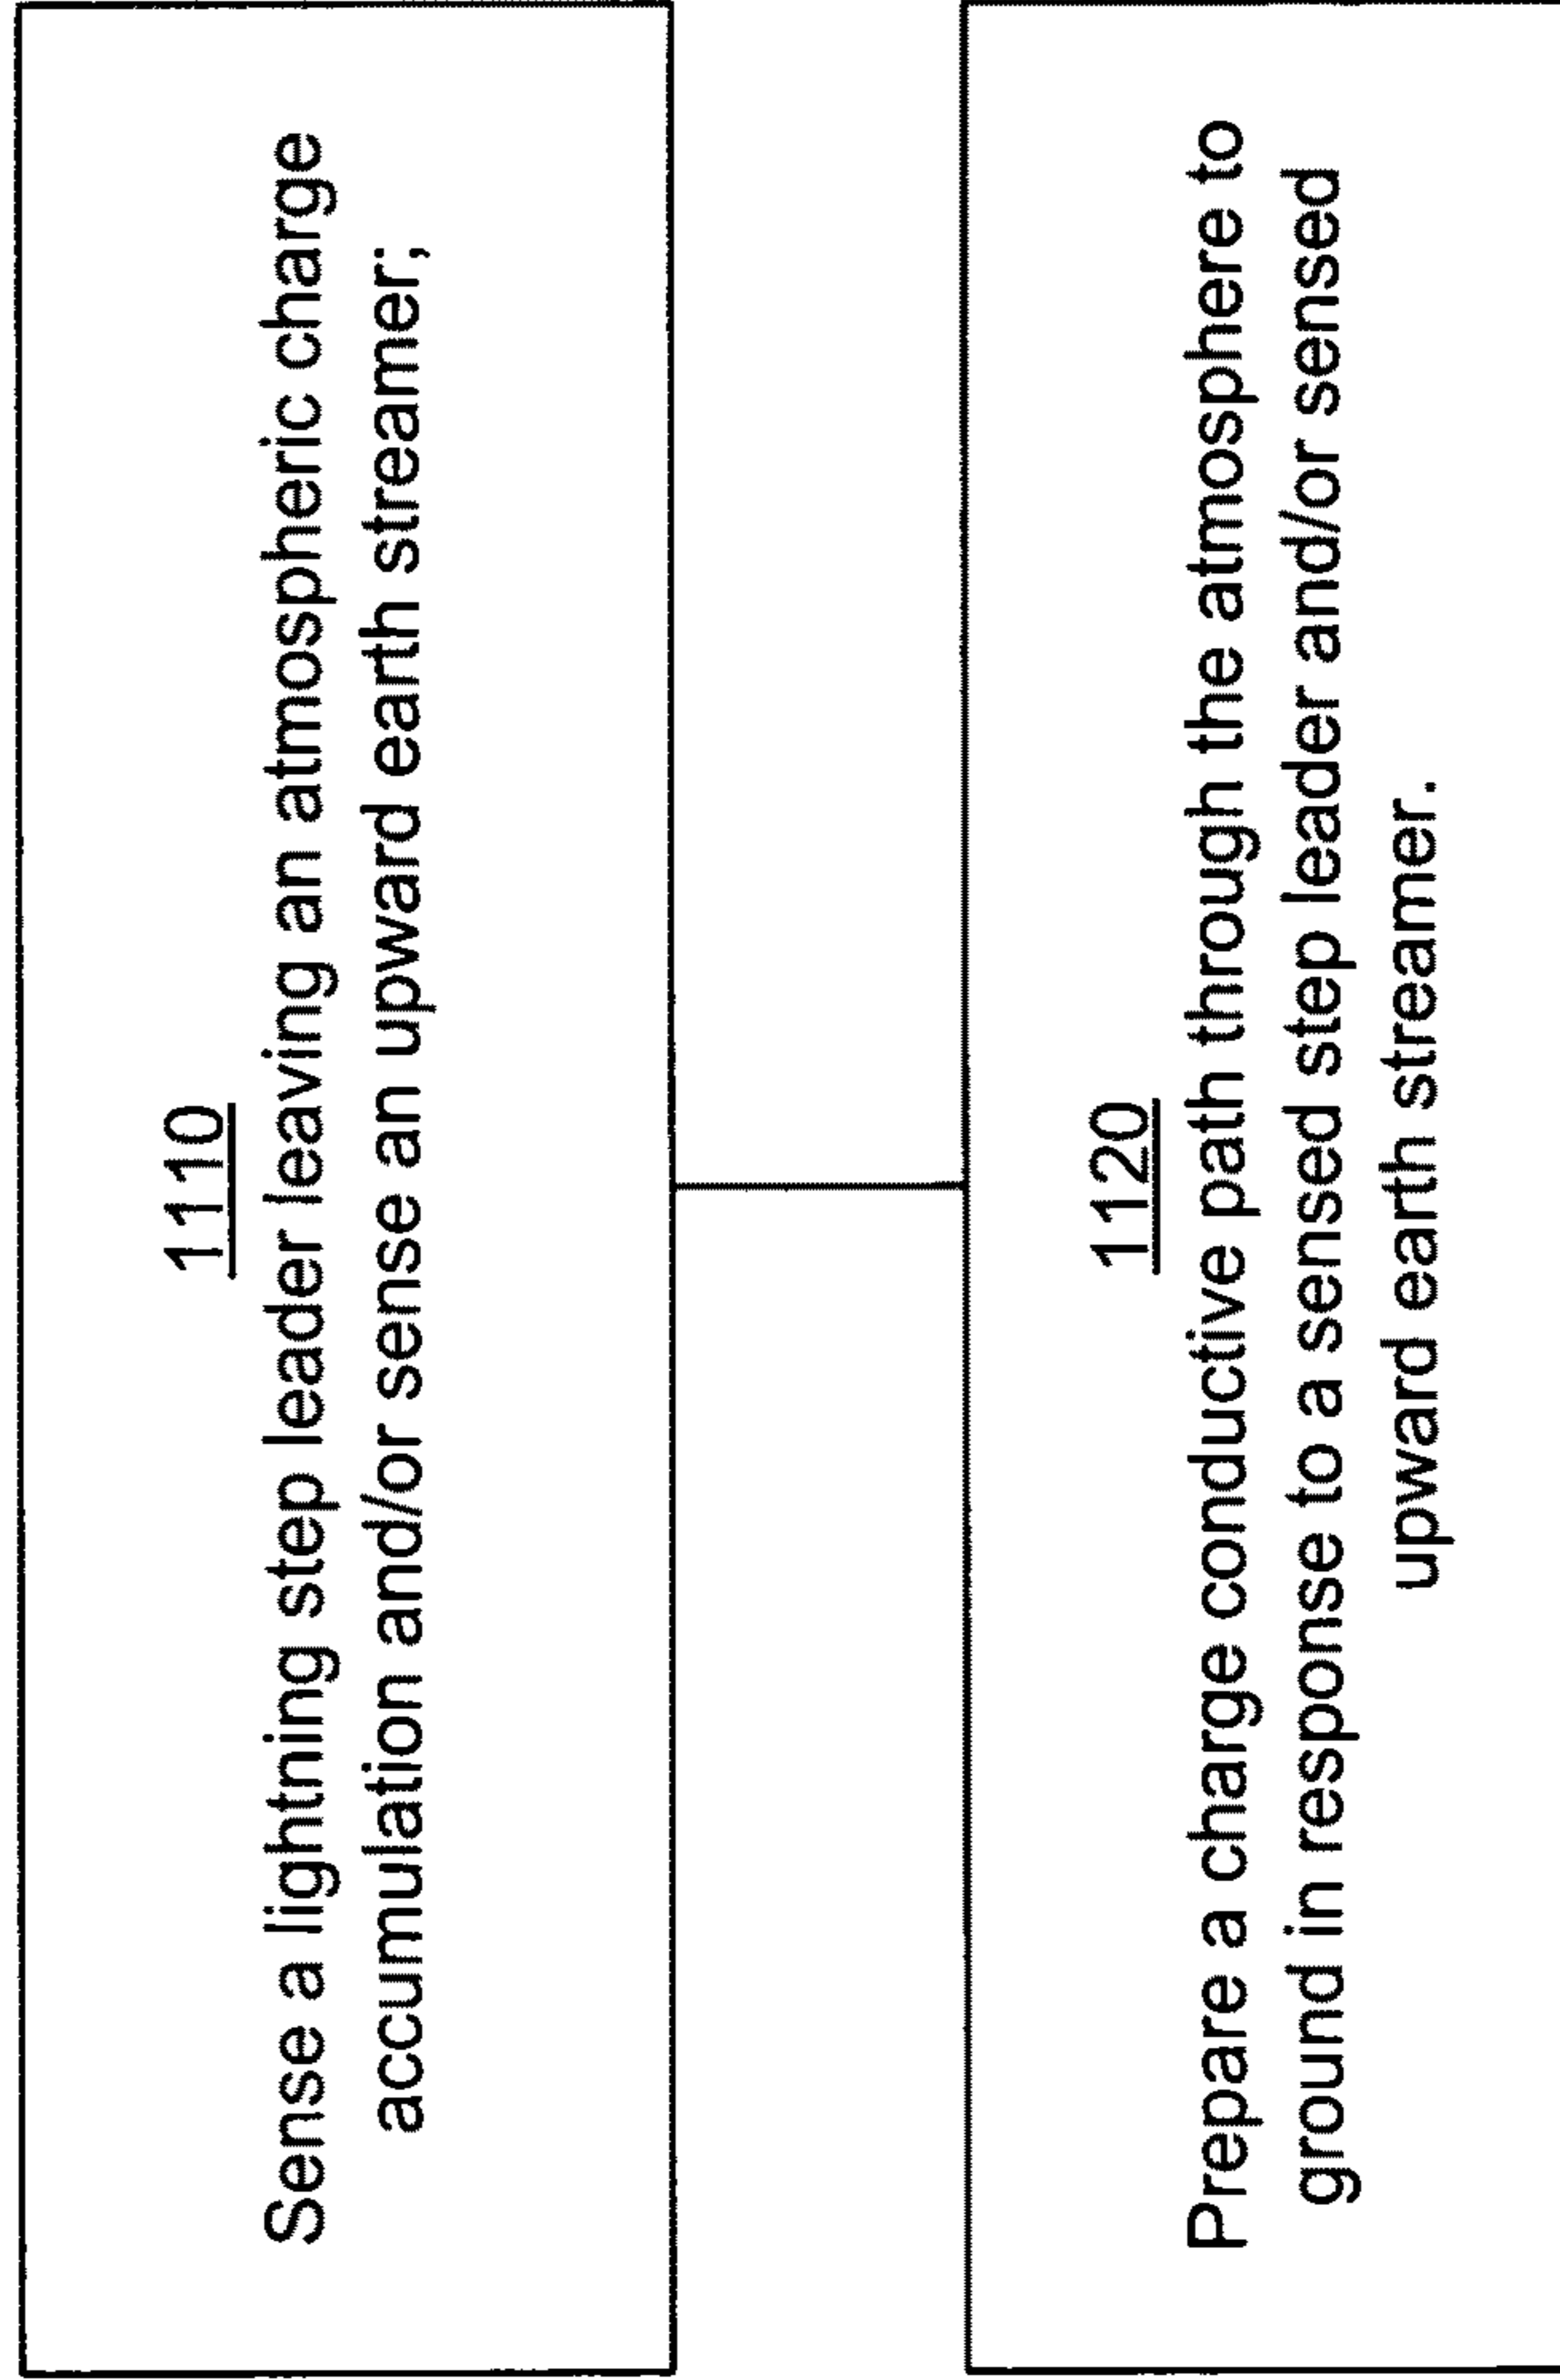 1110
Sense a lightning step leader leaving an atmospheric charge
accumulation and/or sense an upward earth streamer;
1120
Prepare a charge conductive path through the atmosphere to
ground in response to a sensed step leader and/or sensed
upward earth streamer.